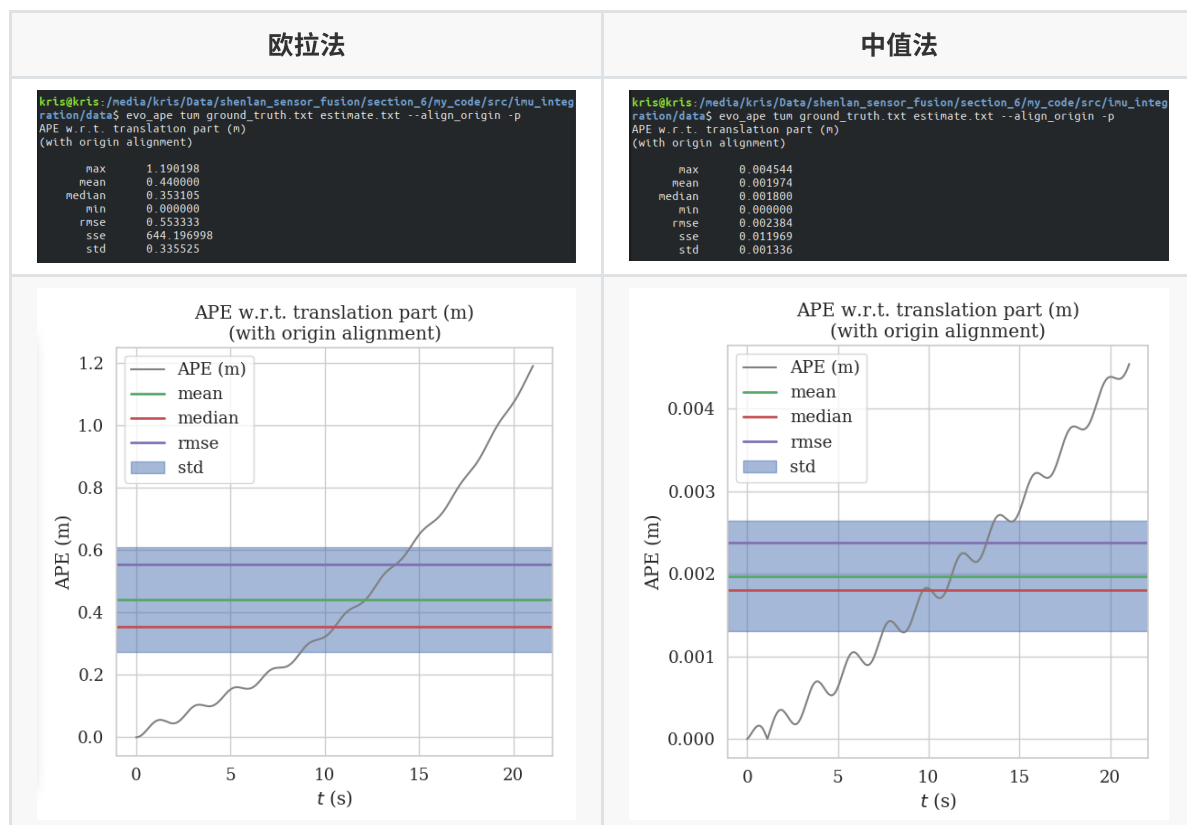 欧拉法
中值法
kris@kris:/media/kris/Data/shenlan_sensor_fusion/section_6/my_code/src/imu_integ
ration/data$ evo_ape tum ground_truth.txt estimate.txt --align_origin -p
APE w.r.t. translation part (m)
(with origin alignment)
max 1.190198
mean 0.440000
median 0.353105
min 0.000000
rmse 0.553333
sse 644.196998
std 0.335525
kris@kris:/media/kris/Data/shenlan_sensor_fusion/section_6/my_code/src/imu_integ
ration/data$ evo_ape tum ground_truth.txt estimate.txt --align_origin -p
APE w.r.t. translation part (m)
(with origin alignment)
max 0.004544
mean 0.001974
median 0.001800
min 0.000000
rmse 0.002384
sse 0.011969
std 0.001336
APE w.r.t. translation part (m)
(with origin alignment)
APE (m)
mean
median
rmse
std
1.2
1.0
0.8
0.6
0.4
0.2
0.0
APE (m)
0 5 10 15 20
t (s)
APE w.r.t. translation part (m)
(with origin alignment)
APE (m)
mean
median
rmse
std
0.004
0.003
0.002
0.001
0.000
APE (m)
0 5 10 15 20
t (s)